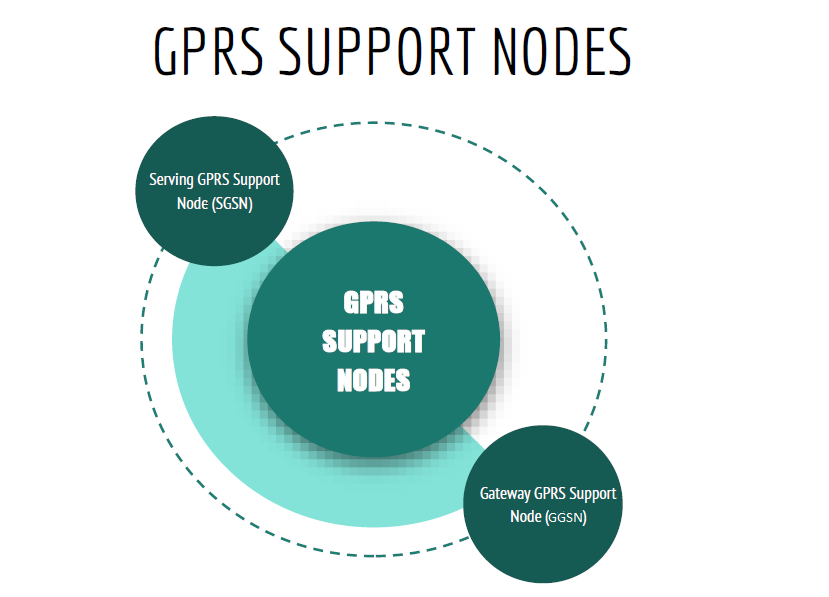 GPRS SUPPORT NODES
Serving GPRS Support
Node (SGSN)
GPRS
SUPPORT
NODES
Gateway GPRS Support
Node (GGSN)